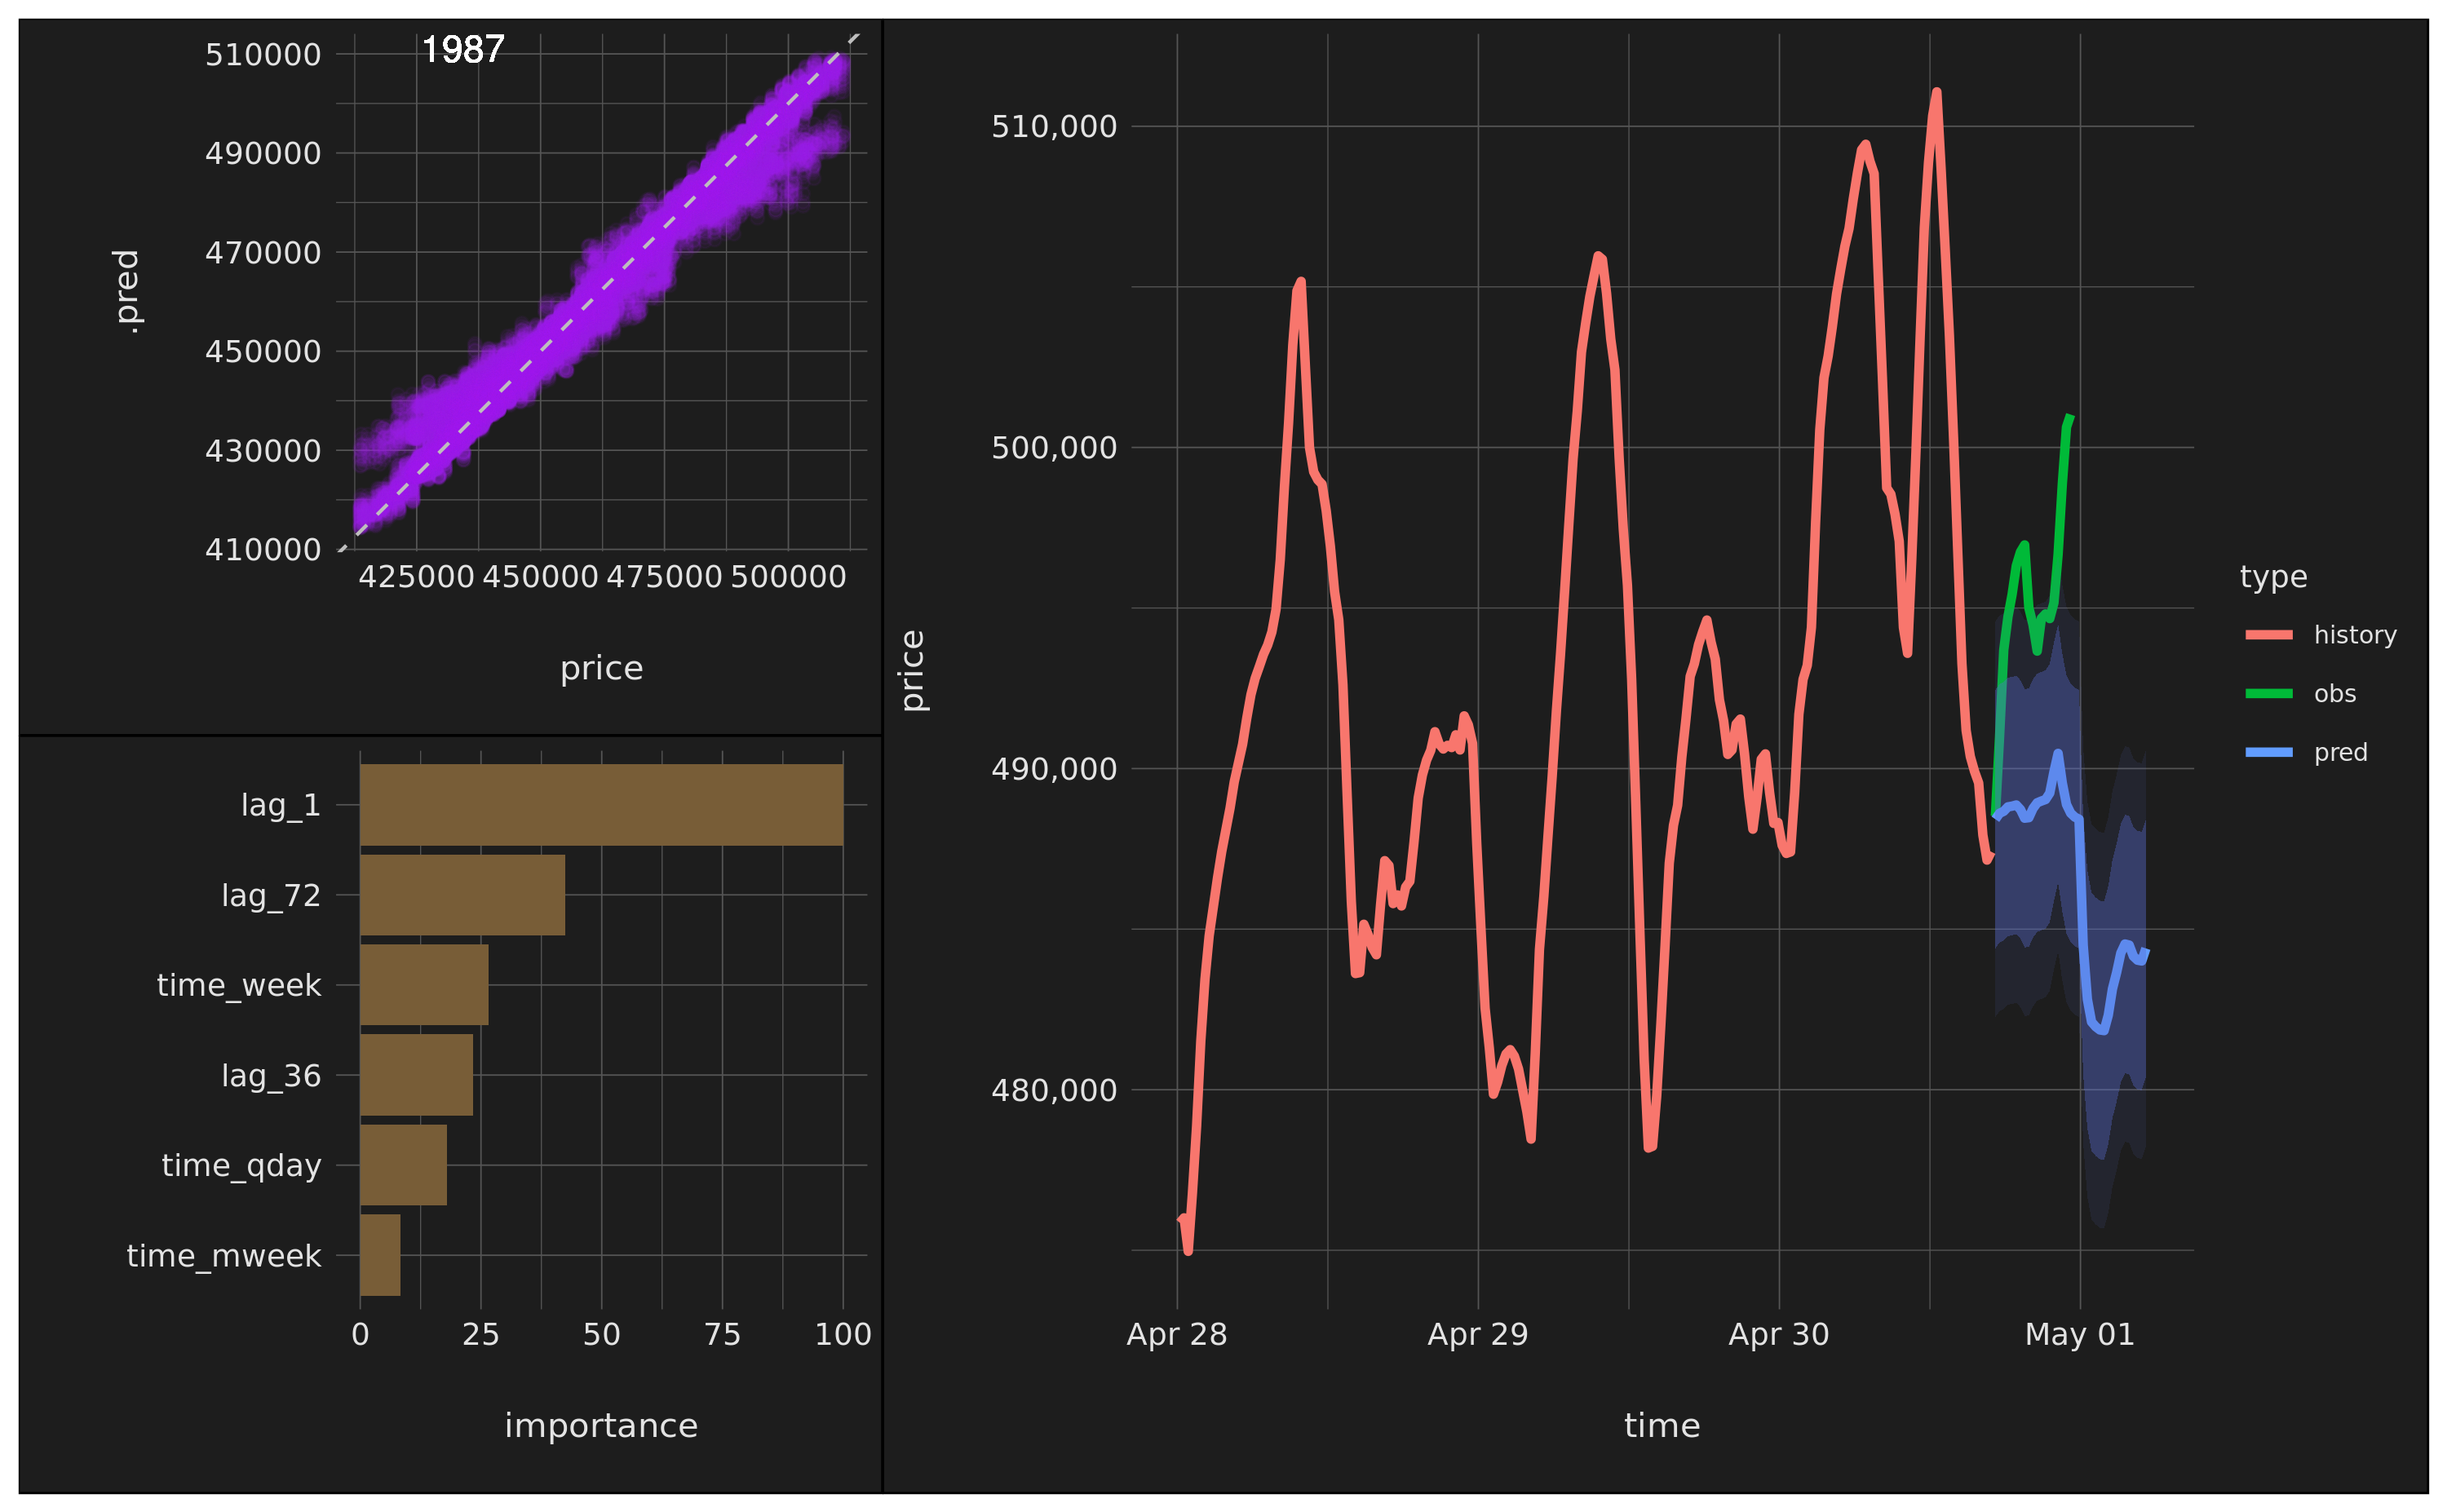 1987
510000
490000
470000
450000
430000
410000
.pred
425000 450000 475000 500000
price
lag_1
lag_72
time_week
lag_36
time_qday
time_mweek
0 25 50 75 100
importance
510,000
500,000
490,000
480,000
price
Apr 28 Apr 29 Apr 30 May 01
time
type
history
obs
pred